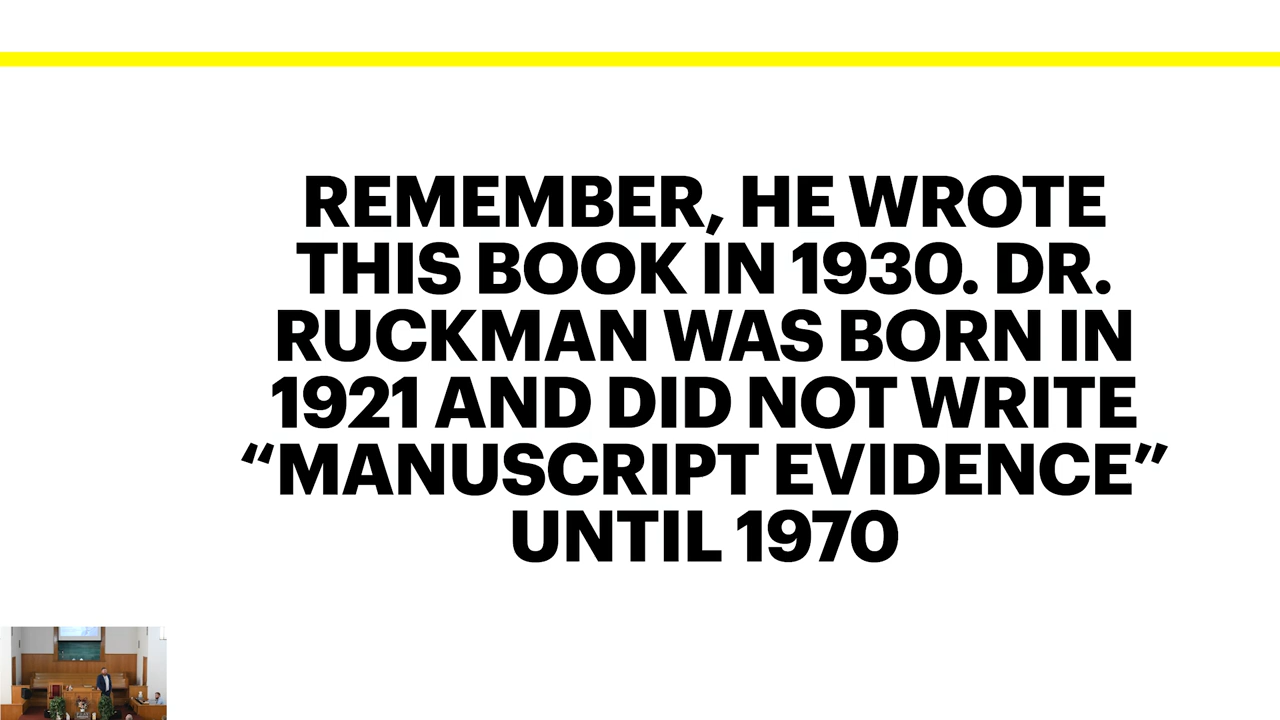 REMEMBER, HE WROTE
THIS BOOK IN 1930. DR.
RUCKMAN WAS BORN IN
1921 AND DID NOT WRITE
“MANUSCRIPT EVIDENCE”
UNTIL 1970